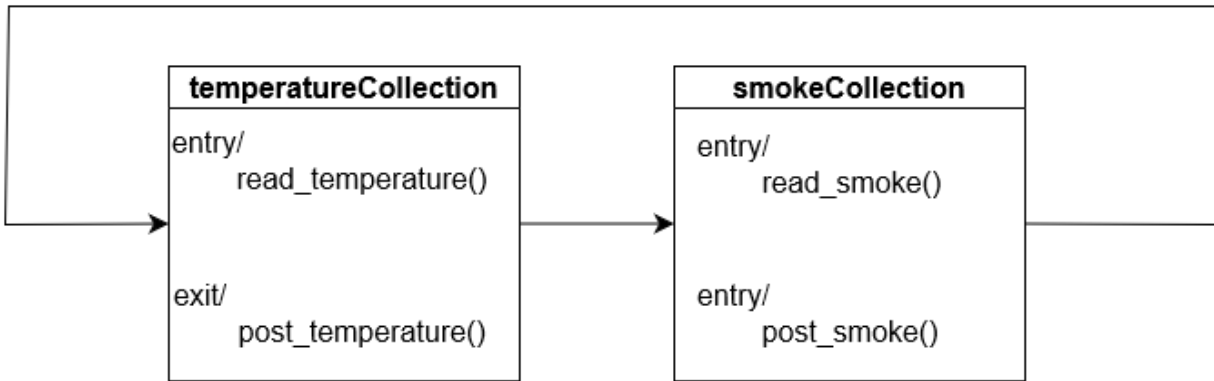 temperatureCollection
entry/
read_temperature()
exit/
post_temperature()
smokeCollection
entry/
read_smoke()
entry/
post_smoke()